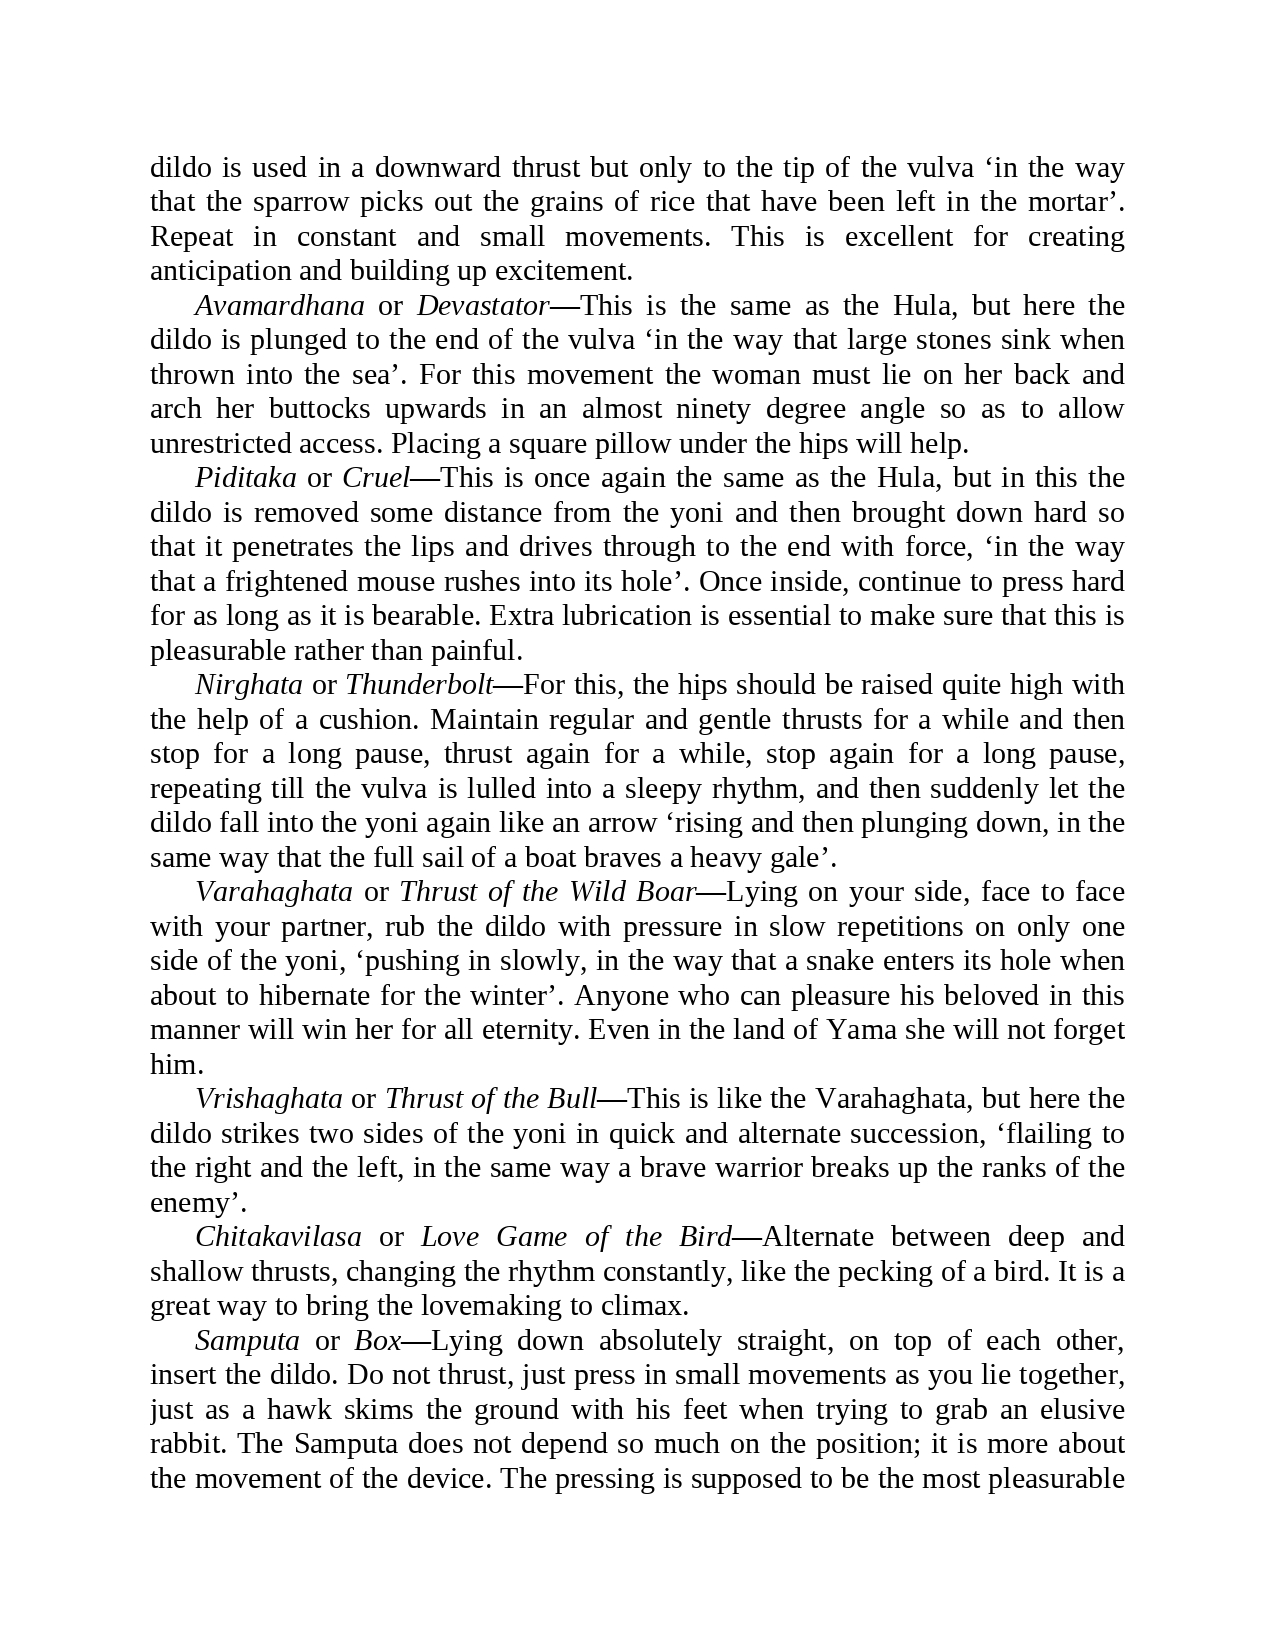 dildo is used in a downward thrust but only to the tip of the vulva ‘in the way
that the sparrow picks out the grains of rice that have been left in the mortar’.
Repeat in constant and small movements. This is excellent for creating
anticipation and building up excitement.
Avamardhana or Devastator—This is the same as the Hula, but here the
dildo is plunged to the end of the vulva ‘in the way that large stones sink when
thrown into the sea’. For this movement the woman must lie on her back and
arch her buttocks upwards in an almost ninety degree angle so as to allow
unrestricted access. Placing a square pillow under the hips will help.
Piditaka or Cruel—This is once again the same as the Hula, but in this the
dildo is removed some distance from the yoni and then brought down hard so
that it penetrates the lips and drives through to the end with force, ‘in the way
that a frightened mouse rushes into its hole’. Once inside, continue to press hard
for as long as it is bearable. Extra lubrication is essential to make sure that this is
pleasurable rather than painful.
Nirghata or Thunderbolt—For this, the hips should be raised quite high with
the help of a cushion. Maintain regular and gentle thrusts for a while and then
stop for a long pause, thrust again for a while, stop again for a long pause,
repeating till the vulva is lulled into a sleepy rhythm, and then suddenly let the
dildo fall into the yoni again like an arrow ‘rising and then plunging down, in the
same way that the full sail of a boat braves a heavy gale’.
Varahaghata or Thrust of the Wild Boar—Lying on your side, face to face
with your partner, rub the dildo with pressure in slow repetitions on only one
side of the yoni, ‘pushing in slowly, in the way that a snake enters its hole when
about to hibernate for the winter’. Anyone who can pleasure his beloved in this
manner will win her for all eternity. Even in the land of Yama she will not forget
him.
Vrishaghata or Thrust of the Bull—This is like the Varahaghata, but here the
dildo strikes two sides of the yoni in quick and alternate succession, ‘flailing to
the right and the left, in the same way a brave warrior breaks up the ranks of the
enemy’.
Chitakavilasa or Love Game of the Bird—Alternate between deep and
shallow thrusts, changing the rhythm constantly, like the pecking of a bird. It is a
great way to bring the lovemaking to climax.
Samputa or Box—Lying down absolutely straight, on top of each other,
insert the dildo. Do not thrust, just press in small movements as you lie together,
just as a hawk skims the ground with his feet when trying to grab an elusive
rabbit. The Samputa does not depend so much on the position; it is more about
the movement of the device. The pressing is supposed to be the most pleasurable